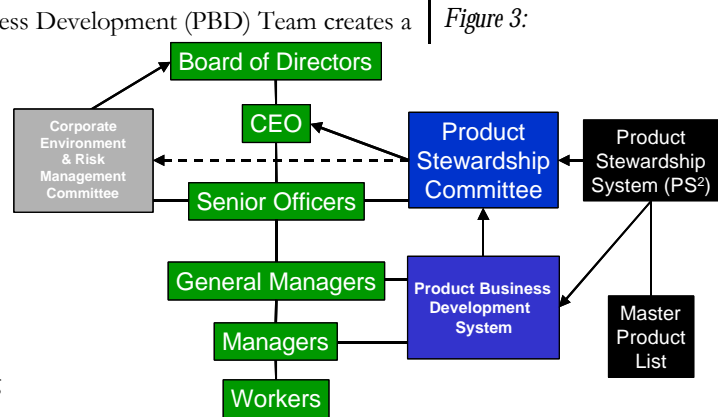 ess Development (PBD) Team creates a
Figure 3:
Board of Directors
CEO
Corporate
Environment
& Risk
Management
Committee
Product
Stewardship
Committee
Product
Stewardship
System (PS²)
Senior Officers
General Managers
Product Business
Development
System
Managers
Master
Product
List
Workers